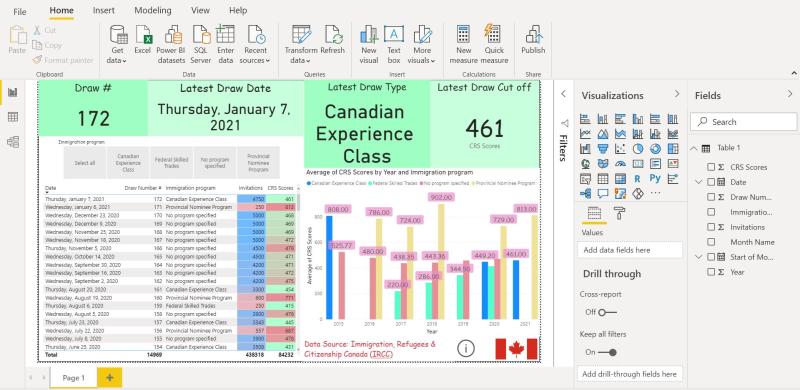 File Home Insert Modeling View Help
Paste
Cut
Copy
Format painter
Clipboard
Get data
Excel
Power BI datasets
SQL Server
Enter data
Recent sources
Data
Transform data
Refresh
Queries
New visual
Text box
More visuals
Insert
New measure
Quick measure
Calculations
Publish
Share
Draw #
172
Latest Draw Date
Thursday, January 7,
2021
Latest Draw Type
Canadian
Experience
Class
Latest Draw Cut off
461
CRS Scores
Immigration program
Select all
Canadian Experience Class
Federal Skilled Trades
No program specified
Provincial Nominee Program
Date Draw Number Immigration program Invitations CRS Scores
Thursday, January 7, 2021 172 Canadian Experience Class 4750 461
Wednesday, January 6, 2021 171 Provincial Nominee Program 250 813
Wednesday, December 23, 2020 170 No program specified 5000 468
Wednesday, December 9, 2020 169 No program specified 5000 469
Wednesday, November 25, 2020 168 No program specified 5000 469
Wednesday, November 18, 2020 167 No program specified 5000 472
Thursday, November 5, 2020 166 No program specified 4500 478
Wednesday, October 14, 2020 165 No program specified 4500 471
Wednesday, September 30, 2020 164 No program specified 4200 471
Wednesday, September 16, 2020 163 No program specified 4200 472
Wednesday, September 2, 2020 162 No program specified 4200 475
Thursday, August 20, 2020 161 Canadian Experience Class 3300 454
Wednesday, August 19, 2020 160 Provincial Nominee Program 600 771
Thursday, August 6, 2020 159 Federal Skilled Trades 250 415
Wednesday, August 5, 2020 158 No program specified 3900 476
Thursday, July 23, 2020 157 Canadian Experience Class 3343 445
Wednesday, July 22, 2020 156 Provincial Nominee Program 557 687
Wednesday, July 8, 2020 155 No program specified 3900 478
Thursday, June 25, 2020 154 Canadian Experience Class 3508 431
Total 14969 438318 84232
Average of CRS Scores by Year and Immigration program
Canadian Experience Class Federal Skilled Trades No program specified Provincial Nominee Program
Average of CRS Scores
800
600
400
200
0
808.00
525.77
786.00
480.00
724.00
438.35
220.00
902.00
443.36
286.00
344.50
449.20
729.00
461.00
813.00
2015 2016 2017 2018 2019 2020 2021
Year
Data Source: Immigration, Refugees &
Citizenship Canada (IRCC)
i
Filters
Visualizations
R Py
Values
Add data fields here
Drill through
Cross-report
Off
Keep all filters
On
Add drill-through fields here
Fields
Search
Table 1
Σ CRS Scores
Date
Σ Draw Num...
Immigratio...
Σ Invitations
Month Name
Start of Mo...
Σ Year
Page 1
+